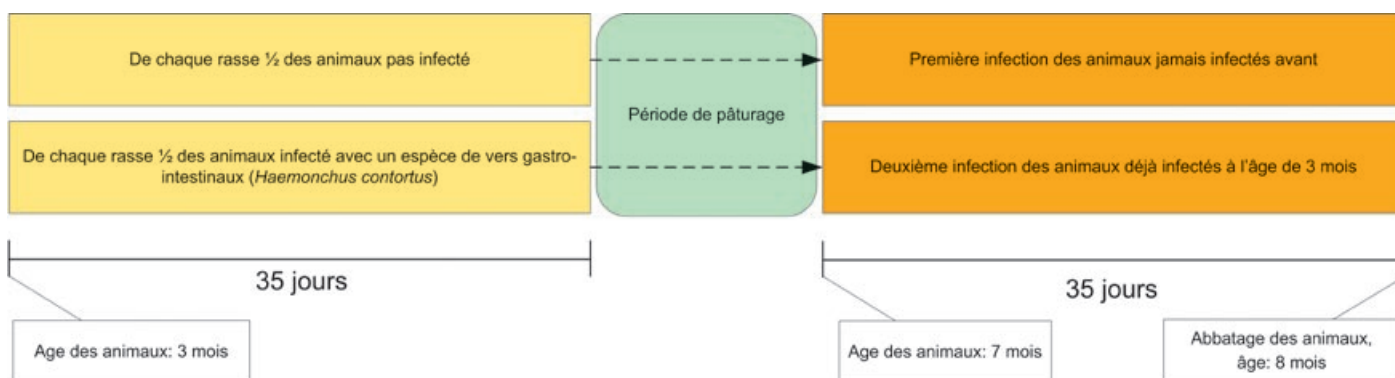 De chaque rasse ½ des animaux pas infecté
Première infection des animaux jamais infectés avant
Période de pâturage
De chaque rasse ½ des animaux infecté avec un espèce de vers gastro-
intestinaux (Haemonchus contortus)
Deuxième infection des animaux déjà infectés à l'âge de 3 mois
35 jours
35 jours
Age des animaux: 3 mois
Age des animaux: 7 mois
Abbatage des animaux,
âge: 8 mois